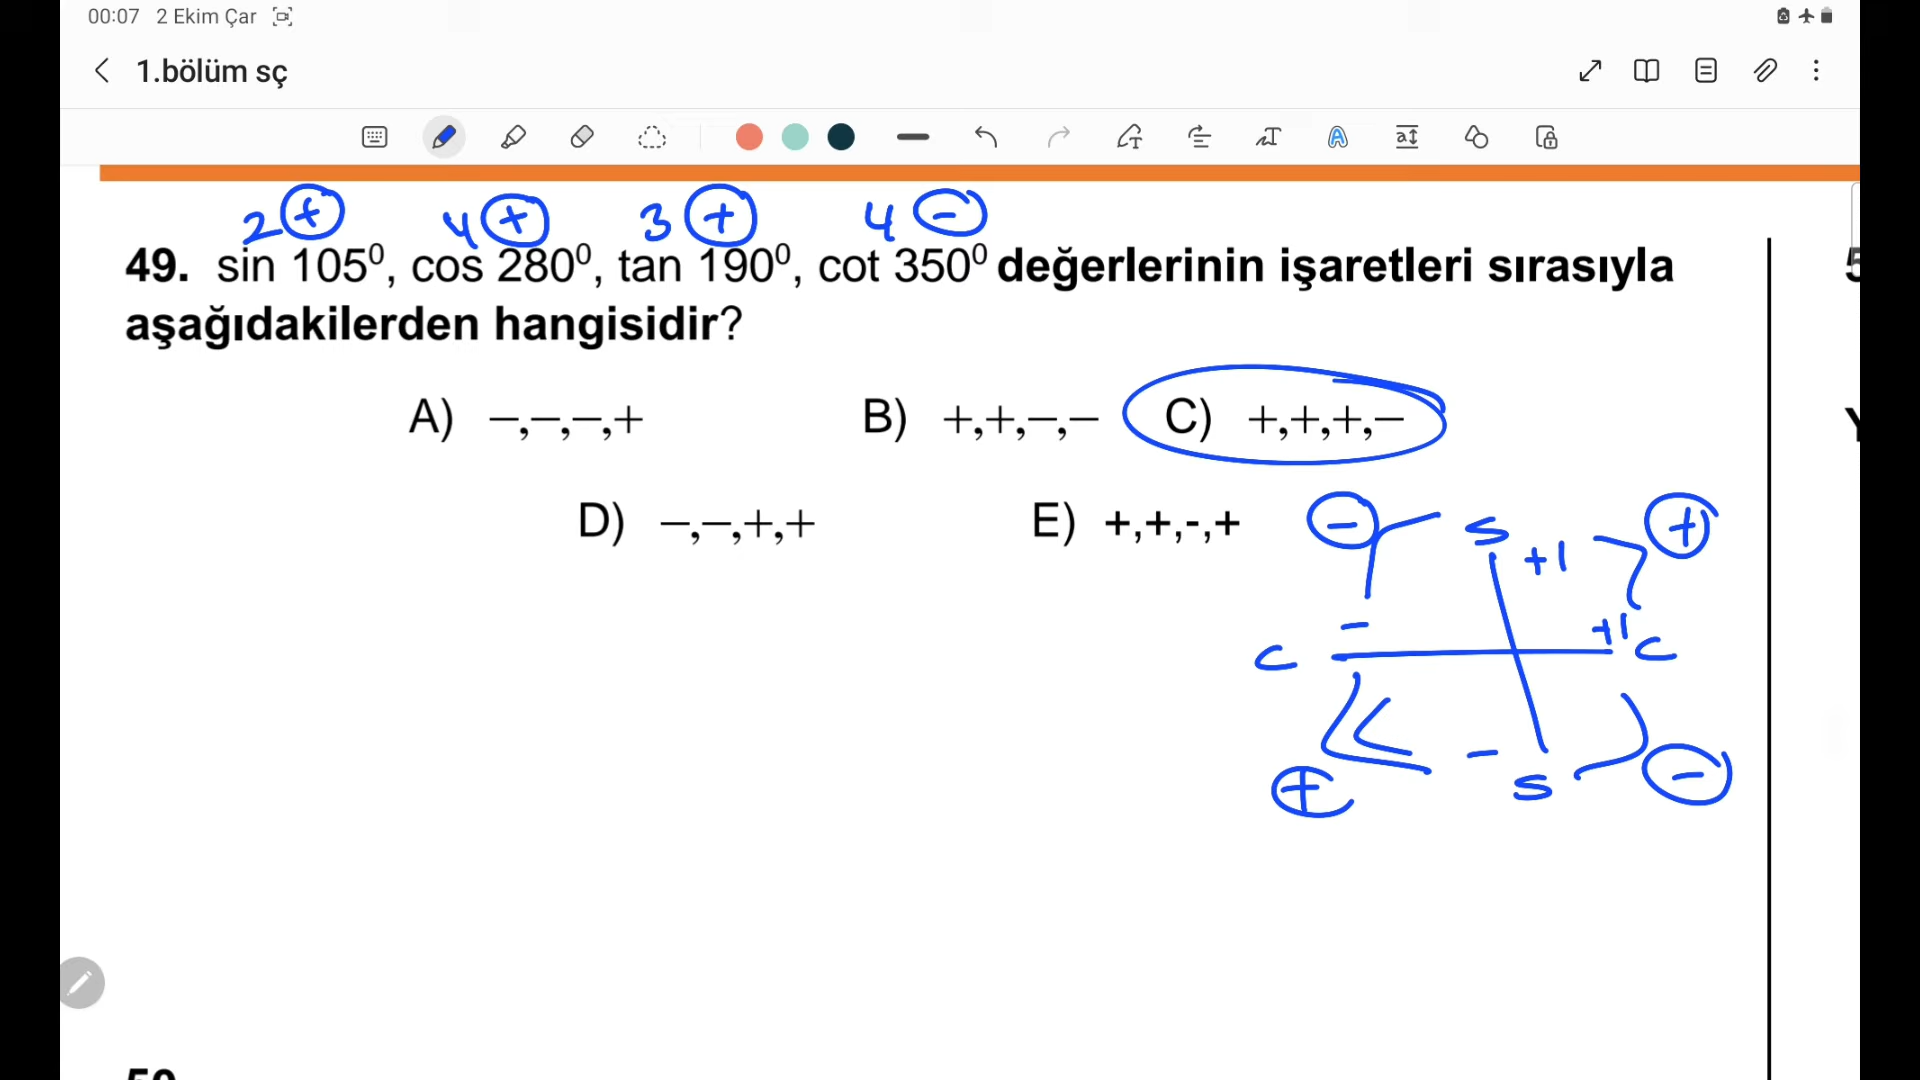 00:07 2 Ekim Çar
1.bölüm sç
2 + 4 + 3 + 4 -
49. sin 105⁰, cos 280⁰, tan 190⁰, cot 350⁰ değerlerinin işaretleri sırasıyla
aşağıdakilerden hangisidir?
A) −,−,−,+ B) +,+,−,− C) +,+,+,−
D) −,−,+,+ E) +,+,-,+
- s +1 +
c - +1 c
+ - s -